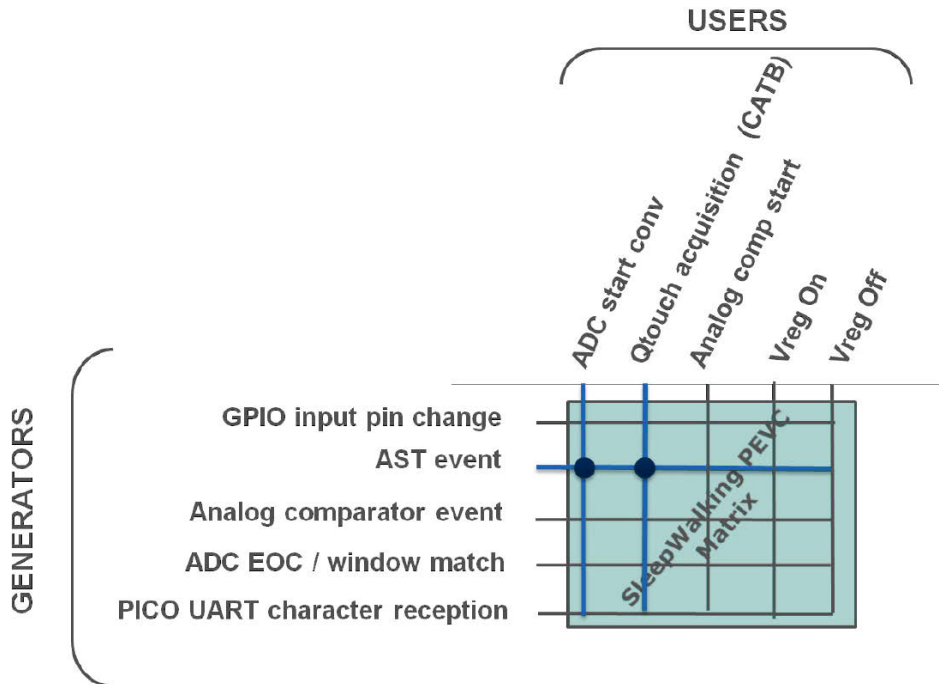 USERS
ADC start conv
Qtouch acquisition (CATB)
Analog comp start
Vreg On
Vreg Off
GENERATORS
GPIO input pin change
AST event
Analog comparator event
ADC EOC / window match
PICO UART character reception
SleepWalking PEVC
Matrix